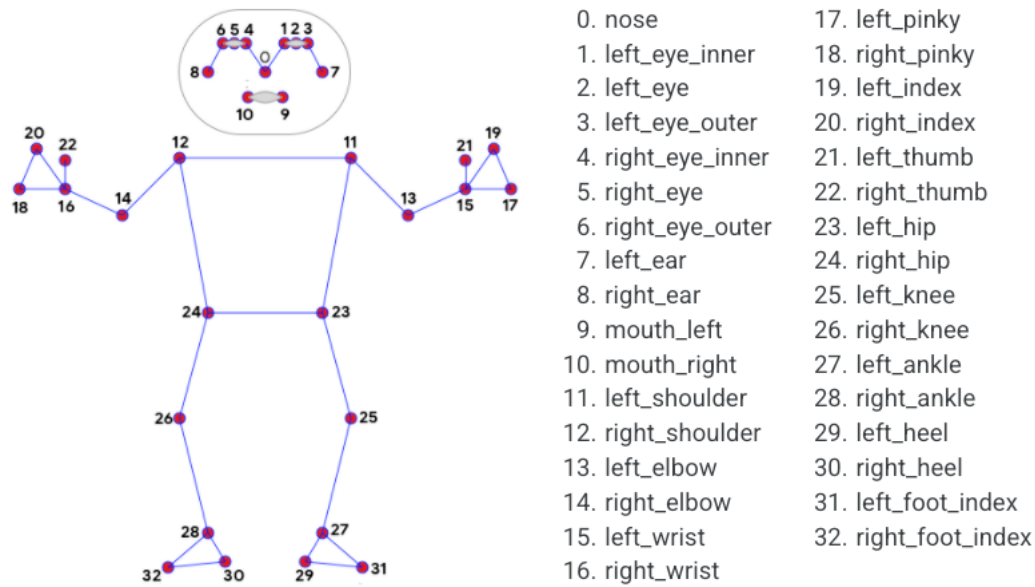 6 5 4 1 2 3
0
8 7
10 9
20 22 12 11 21 19
18 16 14 13 15 17
24 23
26 25
28 27
32 30 29 31
0. nose
1. left_eye_inner
2. left_eye
3. left_eye_outer
4. right_eye_inner
5. right_eye
6. right_eye_outer
7. left_ear
8. right_ear
9. mouth_left
10. mouth_right
11. left_shoulder
12. right_shoulder
13. left_elbow
14. right_elbow
15. left_wrist
16. right_wrist
17. left_pinky
18. right_pinky
19. left_index
20. right_index
21. left_thumb
22. right_thumb
23. left_hip
24. right_hip
25. left_knee
26. right_knee
27. left_ankle
28. right_ankle
29. left_heel
30. right_heel
31. left_foot_index
32. right_foot_index